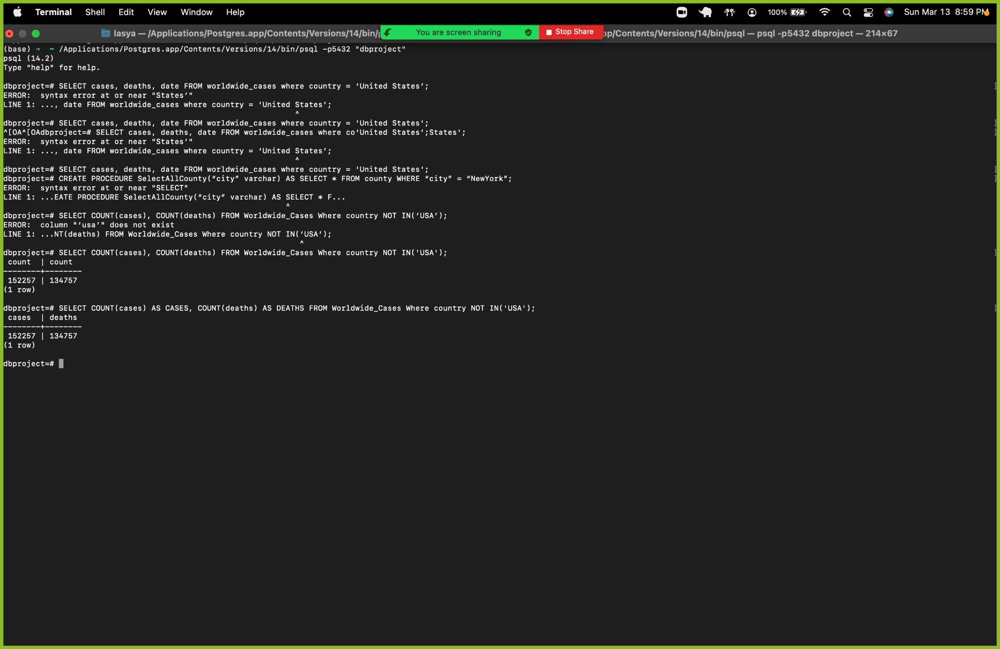 Terminal Shell Edit View Window Help 100% Sun Mar 13 8:59 PM
lasya — /Applications/Postgres.app/Contents/Versions/14/bin/ You are screen sharing Stop Share pp/Contents/Versions/14/bin/psql — psql -p5432 dbproject — 214×67
(base) ➜ ~ /Applications/Postgres.app/Contents/Versions/14/bin/psql -p5432 "dbproject"
psql (14.2)
Type "help" for help.
dbproject=# SELECT cases, deaths, date FROM worldwide_cases where country = ‘United States’;
ERROR:  syntax error at or near "States’"
LINE 1: ..., date FROM worldwide_cases where country = ‘United States’;
^
dbproject=# SELECT cases, deaths, date FROM worldwide_cases where country = 'United States';
^[OA^[OAdbproject=# SELECT cases, deaths, date FROM worldwide_cases where co‘United States’;States';
ERROR:  syntax error at or near "States’"
LINE 1: ..., date FROM worldwide_cases where country = ‘United States’;
^
dbproject=# SELECT cases, deaths, date FROM worldwide_cases where country = 'United States';
dbproject=# CREATE PROCEDURE SelectAllCounty(“city” varchar) AS SELECT * FROM county WHERE “city” = “NewYork”;
ERROR:  syntax error at or near "SELECT"
LINE 1: ...EATE PROCEDURE SelectAllCounty(“city” varchar) AS SELECT * F...
^
dbproject=# SELECT COUNT(cases), COUNT(deaths) FROM Worldwide_Cases Where country NOT IN(‘USA’);
ERROR:  column "‘usa’" does not exist
LINE 1: ...NT(deaths) FROM Worldwide_Cases Where country NOT IN(‘USA’);
^
dbproject=# SELECT COUNT(cases), COUNT(deaths) FROM Worldwide_Cases Where country NOT IN('USA');
count  | count
--------+--------
152257 | 134757
(1 row)
dbproject=# SELECT COUNT(cases) AS CASES, COUNT(deaths) AS DEATHS FROM Worldwide_Cases Where country NOT IN('USA');
cases  | deaths
--------+--------
152257 | 134757
(1 row)
dbproject=#